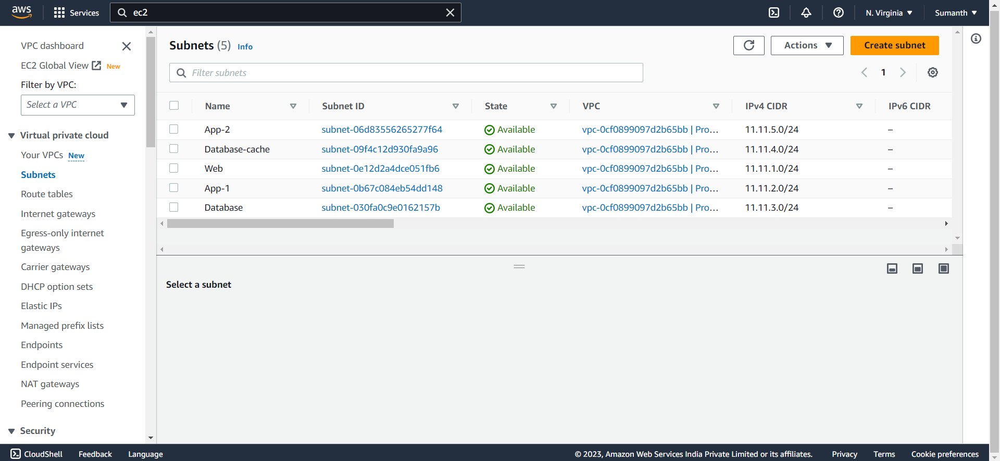 aws Services ec2 N. Virginia Sumanth
VPC dashboard
EC2 Global View New
Filter by VPC:
Select a VPC
Virtual private cloud
Your VPCs New
Subnets
Route tables
Internet gateways
Egress-only internet
gateways
Carrier gateways
DHCP option sets
Elastic IPs
Managed prefix lists
Endpoints
Endpoint services
NAT gateways
Peering connections
Security
Subnets (5) Info Actions Create subnet
Filter subnets 1
Name Subnet ID State VPC IPv4 CIDR IPv6 CIDR
App-2 subnet-06d83556265277f64 Available vpc-0cf0899097d2b65bb | Pro... 11.11.5.0/24 –
Database-cache subnet-09f4c12d930fa9a96 Available vpc-0cf0899097d2b65bb | Pro... 11.11.4.0/24 –
Web subnet-0e12d2a4dce051fb6 Available vpc-0cf0899097d2b65bb | Pro... 11.11.1.0/24 –
App-1 subnet-0b67c084eb54dd148 Available vpc-0cf0899097d2b65bb | Pro... 11.11.2.0/24 –
Database subnet-030fa0c9e0162157b Available vpc-0cf0899097d2b65bb | Pro... 11.11.3.0/24 –
Select a subnet
CloudShell Feedback Language © 2023, Amazon Web Services India Private Limited or its affiliates. Privacy Terms Cookie preferences